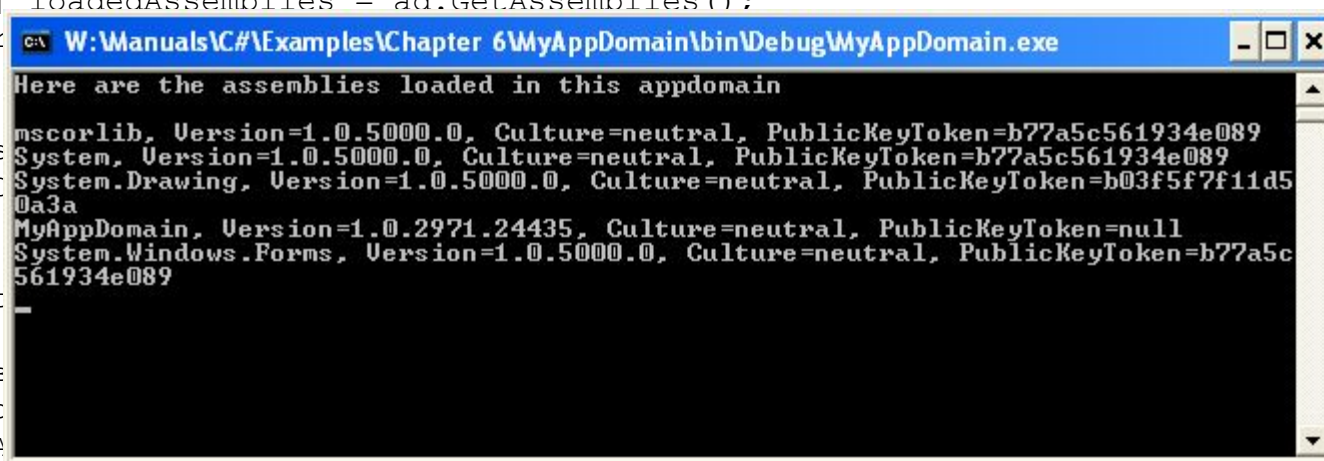 loadedAssemblies = ad.GetAssemblies();
W:\Manuals\C#\Examples\Chapter 6\MyAppDomain\bin\Debug\MyAppDomain.exe
Here are the assemblies loaded in this appdomain
mscorlib, Version=1.0.5000.0, Culture=neutral, PublicKeyToken=b77a5c561934e089
System, Version=1.0.5000.0, Culture=neutral, PublicKeyToken=b77a5c561934e089
System.Drawing, Version=1.0.5000.0, Culture=neutral, PublicKeyToken=b03f5f7f11d5
0a3a
MyAppDomain, Version=1.0.2971.24435, Culture=neutral, PublicKeyToken=null
System.Windows.Forms, Version=1.0.5000.0, Culture=neutral, PublicKeyToken=b77a5c
561934e089